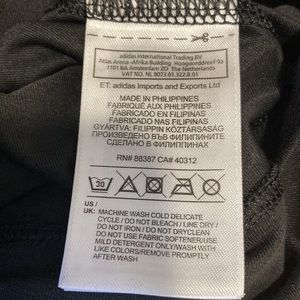 adidas International Trading BV
Atlas Arena -Afrika Building Hoogoorddreef 9a
1101 BA Amsterdam ZO The Netherlands
VAT NO. NL 8073.01.322.B.01
ET: adidas Imports and Exports Ltd
MADE IN PHILIPPINES
FABRIQUÉ AUX PHILIPPINES
FABRICADO EN FILIPINAS
FABRICADO NAS FILIPINAS
GYÁRTVA: FILIPPIN KÖZTÁRSASÁG
ПРОИЗВЕДЕНО ВЪВ ФИЛИПИНИТЕ
СДЕЛАНО В ФИЛИППИНАХ
RN# 88387 CA# 40312
30
US /
UK: MACHINE WASH COLD DELICATE
CYCLE / DO NOT BLEACH / LINE DRY /
DO NOT IRON / DO NOT DRYCLEAN
DO NOT USE FABRIC SOFTENER/USE
MILD DETERGENT ONLY/WASH WITH
LIKE COLORS/REMOVE PROMPTLY
AFTER WASH